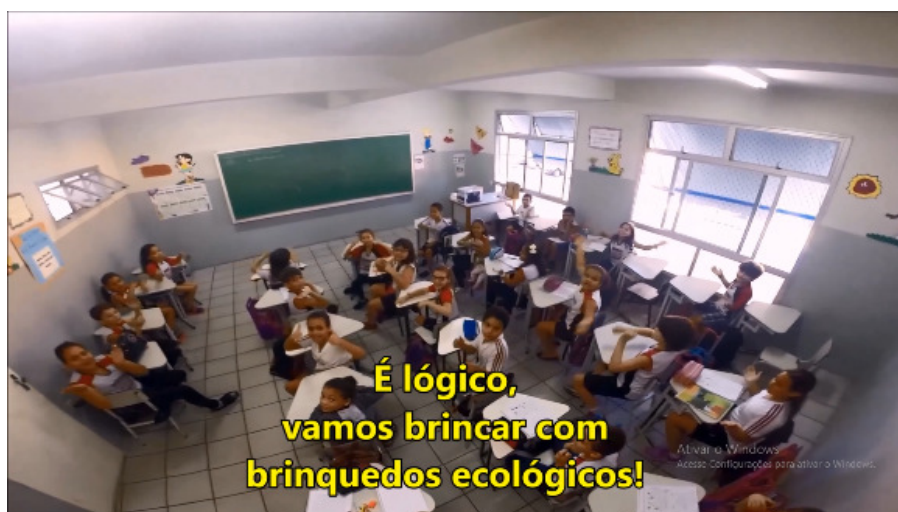 É lógico,
vamos brincar com
brinquedos ecológicos!
Ativar o Windows
Acesse Configurações para ativar o Windows.